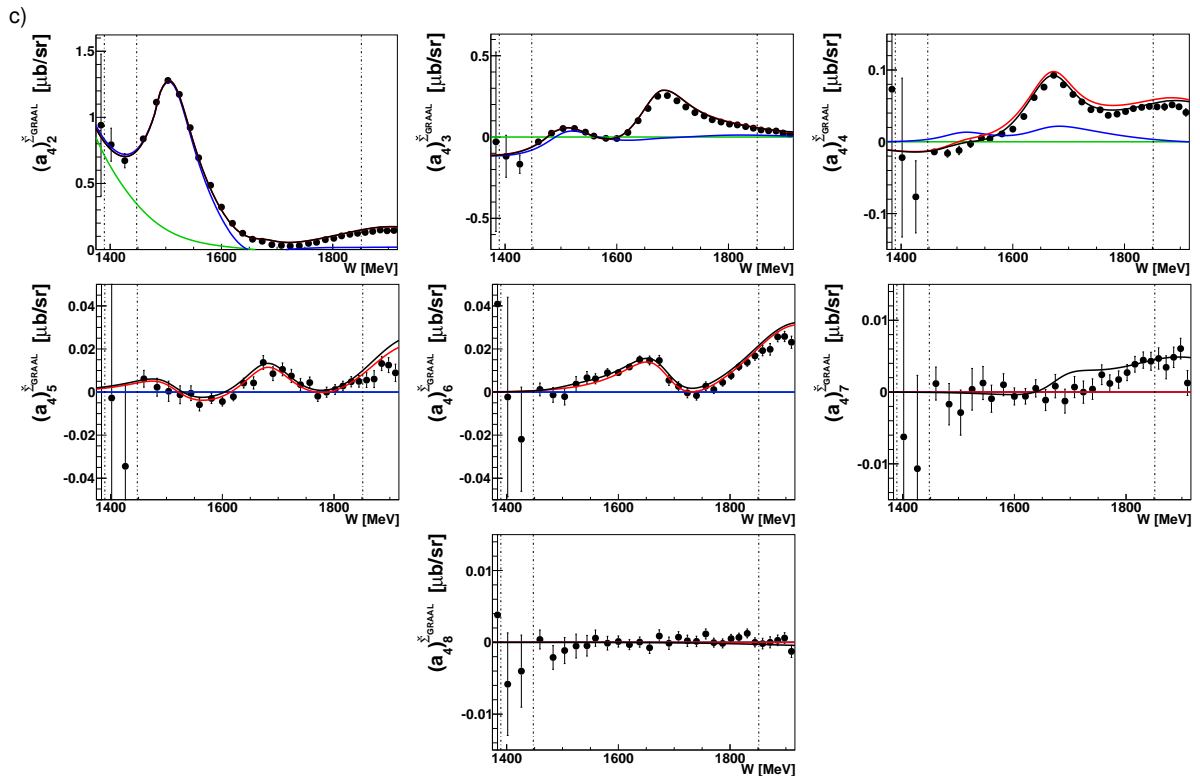 c)
(a₄)₂^Σ̌GRAAL [μb/sr]
1.5
1
0.5
0
1400 1600 1800
W [MeV]
(a₄)₃^Σ̌GRAAL [μb/sr]
0.5
0
-0.5
1400 1600 1800
W [MeV]
(a₄)₄^Σ̌GRAAL [μb/sr]
0.1
0
-0.1
1400 1600 1800
W [MeV]
(a₄)₅^Σ̌GRAAL [μb/sr]
0.04
0.02
0
-0.02
-0.04
1400 1600 1800
W [MeV]
(a₄)₆^Σ̌GRAAL [μb/sr]
0.04
0.02
0
-0.02
-0.04
1400 1600 1800
W [MeV]
(a₄)₇^Σ̌GRAAL [μb/sr]
0.01
0
-0.01
1400 1600 1800
W [MeV]
(a₄)₈^Σ̌GRAAL [μb/sr]
0.01
0
-0.01
1400 1600 1800
W [MeV]